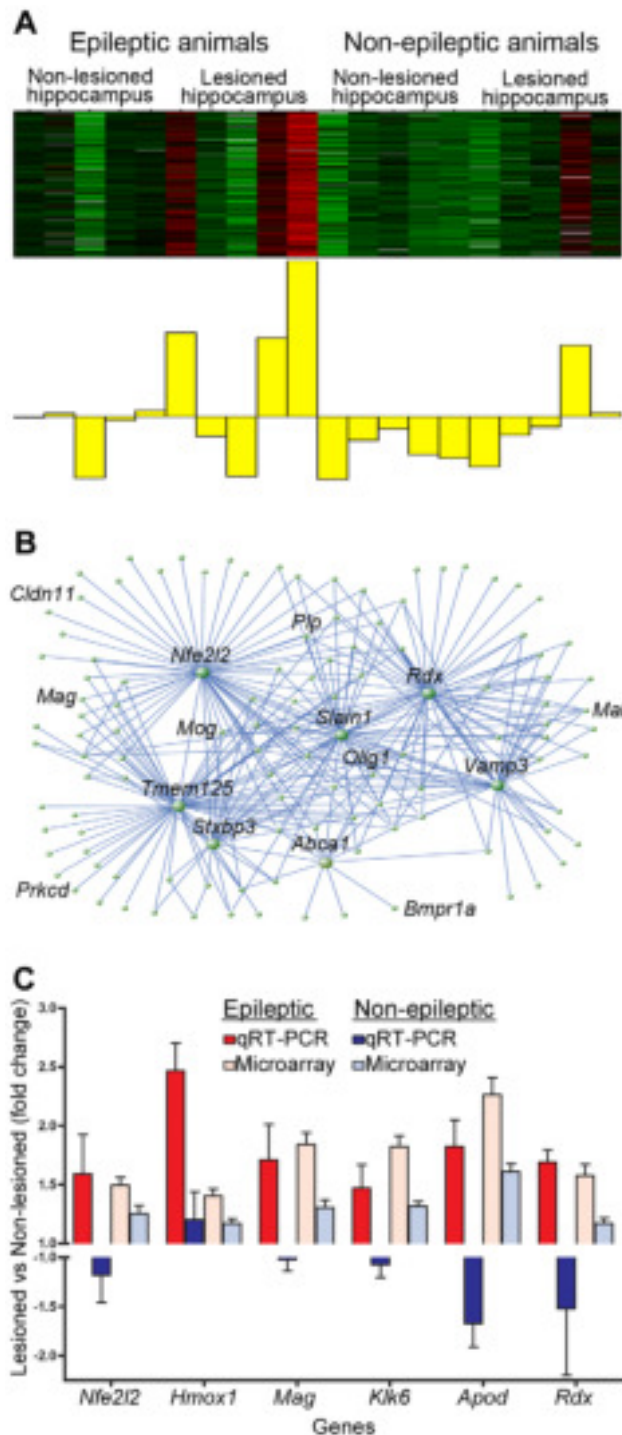 A
Epileptic animals Non-epileptic animals
Non-lesioned hippocampus Lesioned hippocampus Non-lesioned hippocampus Lesioned hippocampus
B
Cldn11
Plp
Nfe2l2
Rdx
Mag
Mog
Slain1
Olig1
Vamp3
Tmem125
Stxbp3
Abca1
Prkcd
Bmpr1a
C
Lesioned vs Non-lesioned (fold change)
3.0
2.5
2.0
1.5
1.0
-1.0
-1.5
-2.0
Epileptic Non-epileptic
qRT-PCR qRT-PCR
Microarray Microarray
Nfe2l2 Hmox1 Mag Klk6 Apod Rdx
Genes